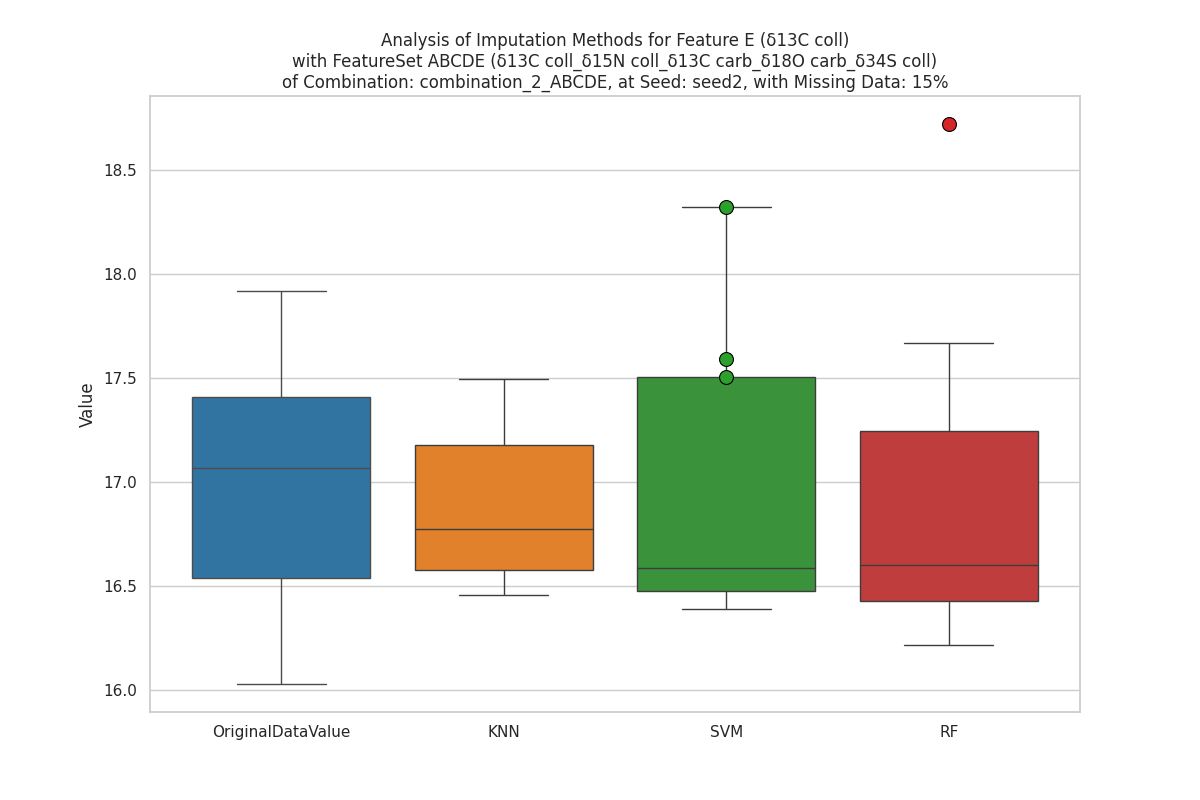 Analysis of Imputation Methods for Feature E (δ13C coll)
with FeatureSet ABCDE (δ13C coll_δ15N coll_δ13C carb_δ18O carb_δ34S coll)
of Combination: combination_2_ABCDE, at Seed: seed2, with Missing Data: 15%
Value
18.5
18.0
17.5
17.0
16.5
16.0
OriginalDataValue
KNN
SVM
RF